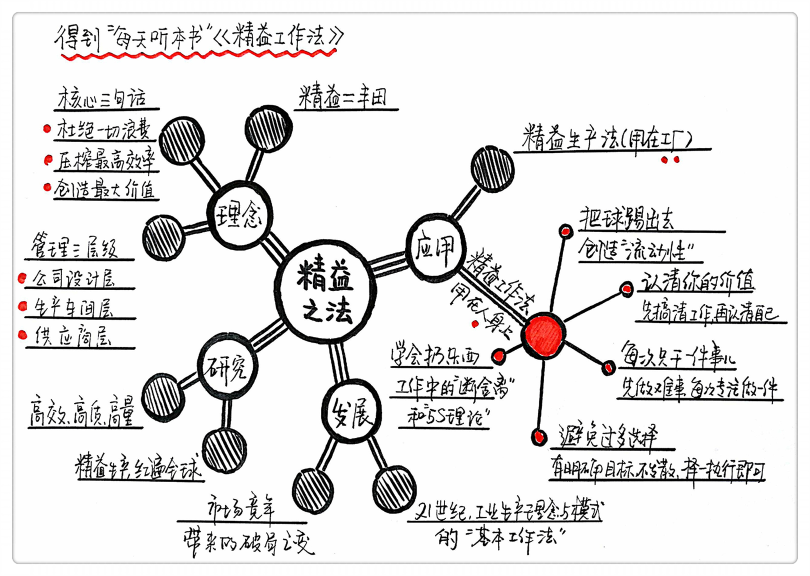 得到“每天听本书”《精益工作法》
核心三句话
杜绝一切浪费
压榨最高效率
创造最大价值
精益=丰田
管理三层级
公司设计层
生产车间层
供应商层
理念
精益
之法
应用
研究
发展
精益生产法(用在工厂)
精益工作法
用在人身上
把球踢出去
创造“流动性”
认清你的价值
先搞清工作,再认清自己
每次只干一件事儿
先做难事,每次专注做一件
避免过多选择
有明确目标,不发散,择一执行即可
学会扔东西
工作中的“断舍离”
和“5S理论”
高效、高质、高量
精益生产,红遍全球
市场竞争
带来的破局之变
21世纪,工业生产理念与模式
的“基本工作法”